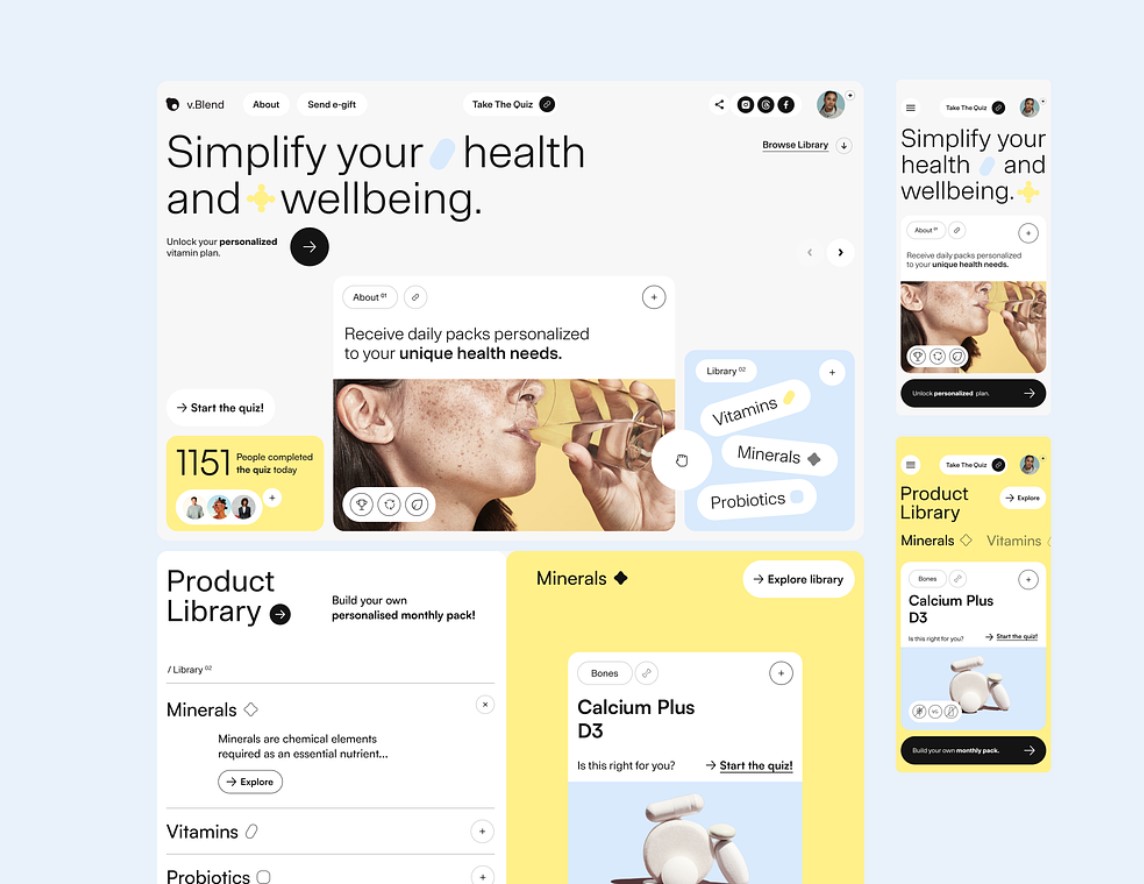 v.Blend
About
Send e-gift
Take The Quiz
Simplify your health
and wellbeing.
Browse Library
Unlock your personalized
vitamin plan.
About 01
Receive daily packs personalized
to your unique health needs.
Start the quiz!
1151
People completed
the quiz today
Library 02
Vitamins
Minerals
Probiotics
Product
Library
Build your own
personalised monthly pack!
/ Library 02
Minerals
Minerals are chemical elements
required as an essential nutrient...
Explore
Vitamins
Probiotics
Minerals
Explore library
Bones
Calcium Plus
D3
Is this right for you?
Start the quiz!
Take The Quiz
Simplify your
health and
wellbeing.
About 01
Receive daily packs personalized
to your unique health needs.
Unlock personalized plan.
Take The Quiz
Product
Library
Explore
Minerals
Vitamins
Bones
Calcium Plus
D3
Is this right for you?
Start the quiz!
Build your own monthly pack.